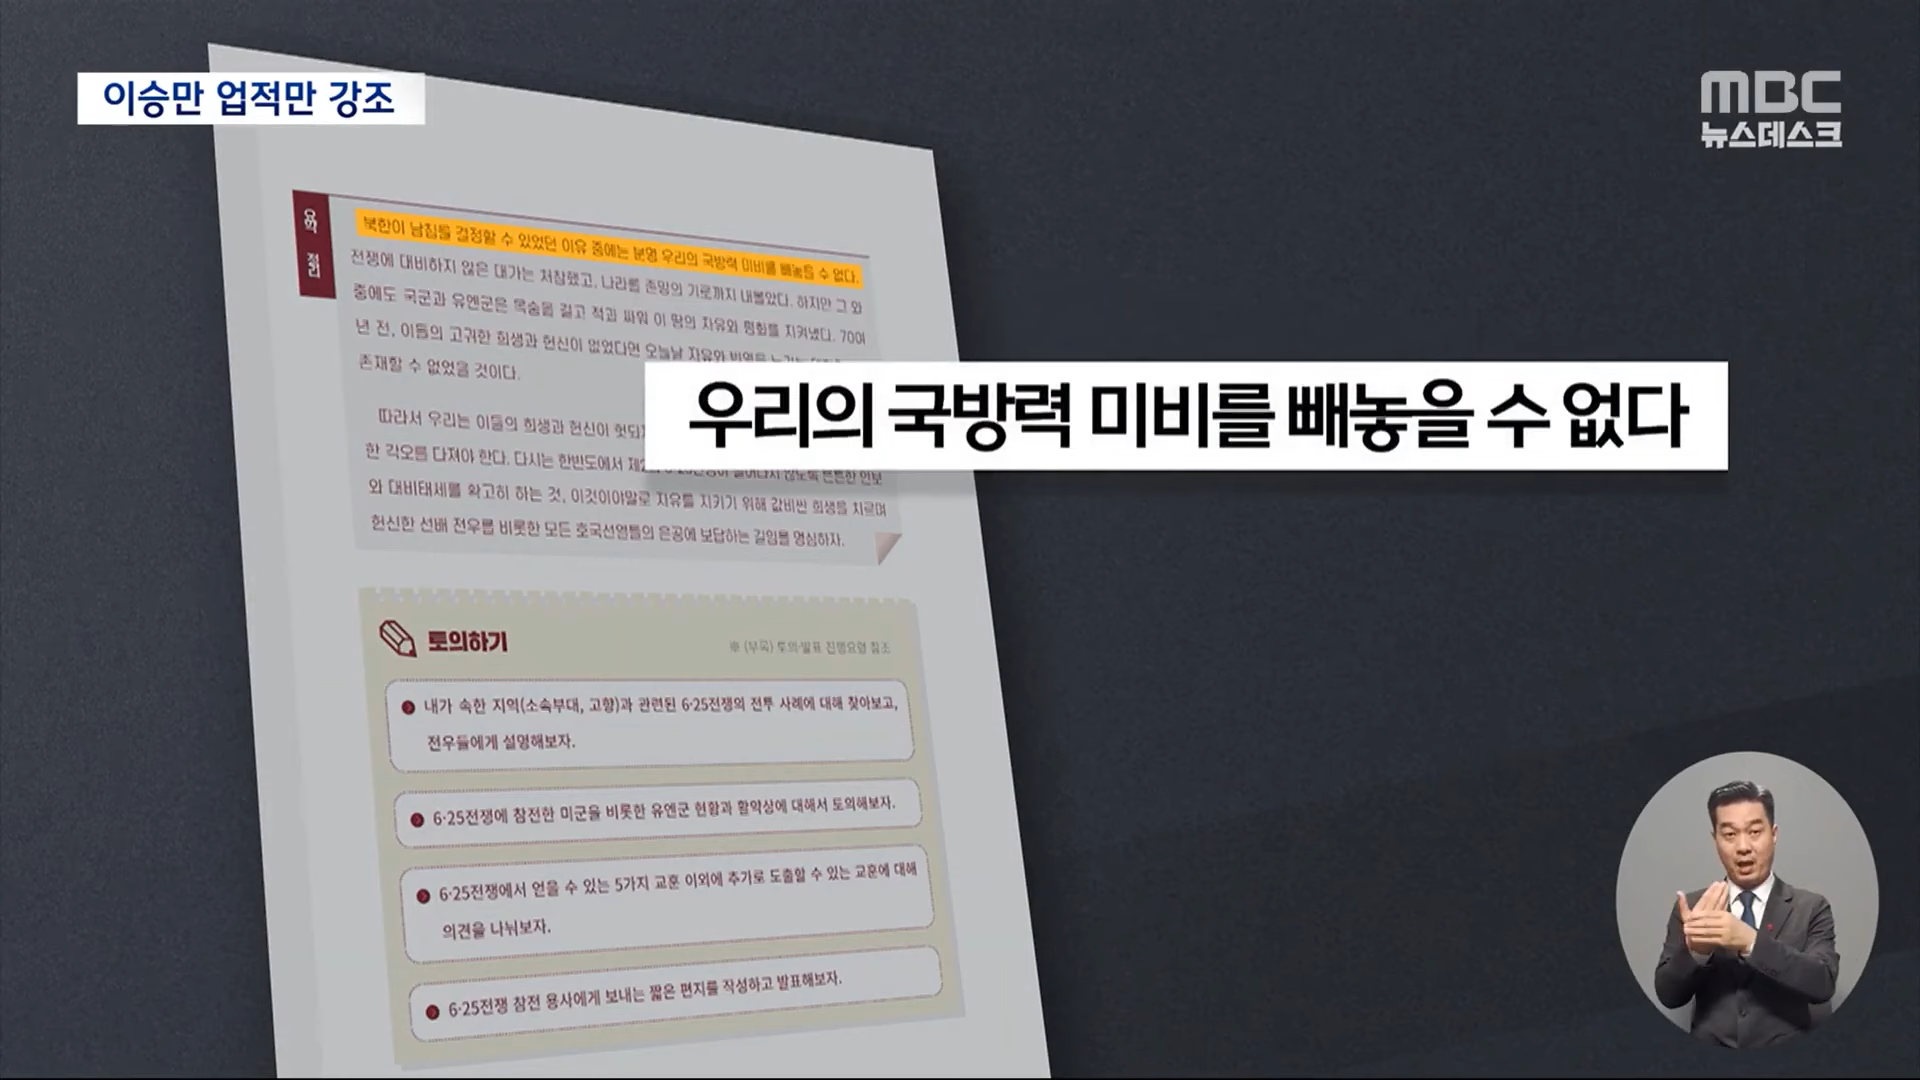 이승만 업적만 강조
MBC
뉴스데스크
요약 정리
북한이 남침을 결정할 수 있었던 이유 중에는 분명 우리의 국방력 미비를 빼놓을 수 없다.
전쟁에 대비하지 않은 대가는 처참했고, 나라를 존망의 기로까지 내몰았다. 하지만 그 와
중에도 국군과 유엔군은 목숨을 걸고 적과 싸워 이 땅의 자유와 평화를 지켜냈다. 70여
년 전, 이들의 고귀한 희생과 헌신이 없었다면 오늘날 자유와 번영을 누리는
존재할 수 없었을 것이다.
우리의 국방력 미비를 빼놓을 수 없다
따라서 우리는 이들의 희생과 헌신이
한 각오를 다져야 한다. 다시는 한반도에서 튼튼한 안보
와 대비태세를 확고히 하는 것, 이것이야말로 자유를 지키기 위해 값비싼 희생을 치르며
헌신한 선배 전우를 비롯한 모든 호국선열들의 은공에 보답하는 길임을 명심하자.
토의하기
※ (부록) 토의·발표 진행요령 참조
내가 속한 지역(소속부대, 고향)과 관련된 6·25전쟁의 전투 사례에 대해 찾아보고,
전우들에게 설명해보자.
6·25전쟁에 참전한 미군을 비롯한 유엔군 현황과 활약상에 대해서 토의해보자.
6·25전쟁에서 얻을 수 있는 5가지 교훈 이외에 추가로 도출할 수 있는 교훈에 대해
의견을 나눠보자.
6·25전쟁 참전 용사에게 보내는 짧은 편지를 작성하고 발표해보자.